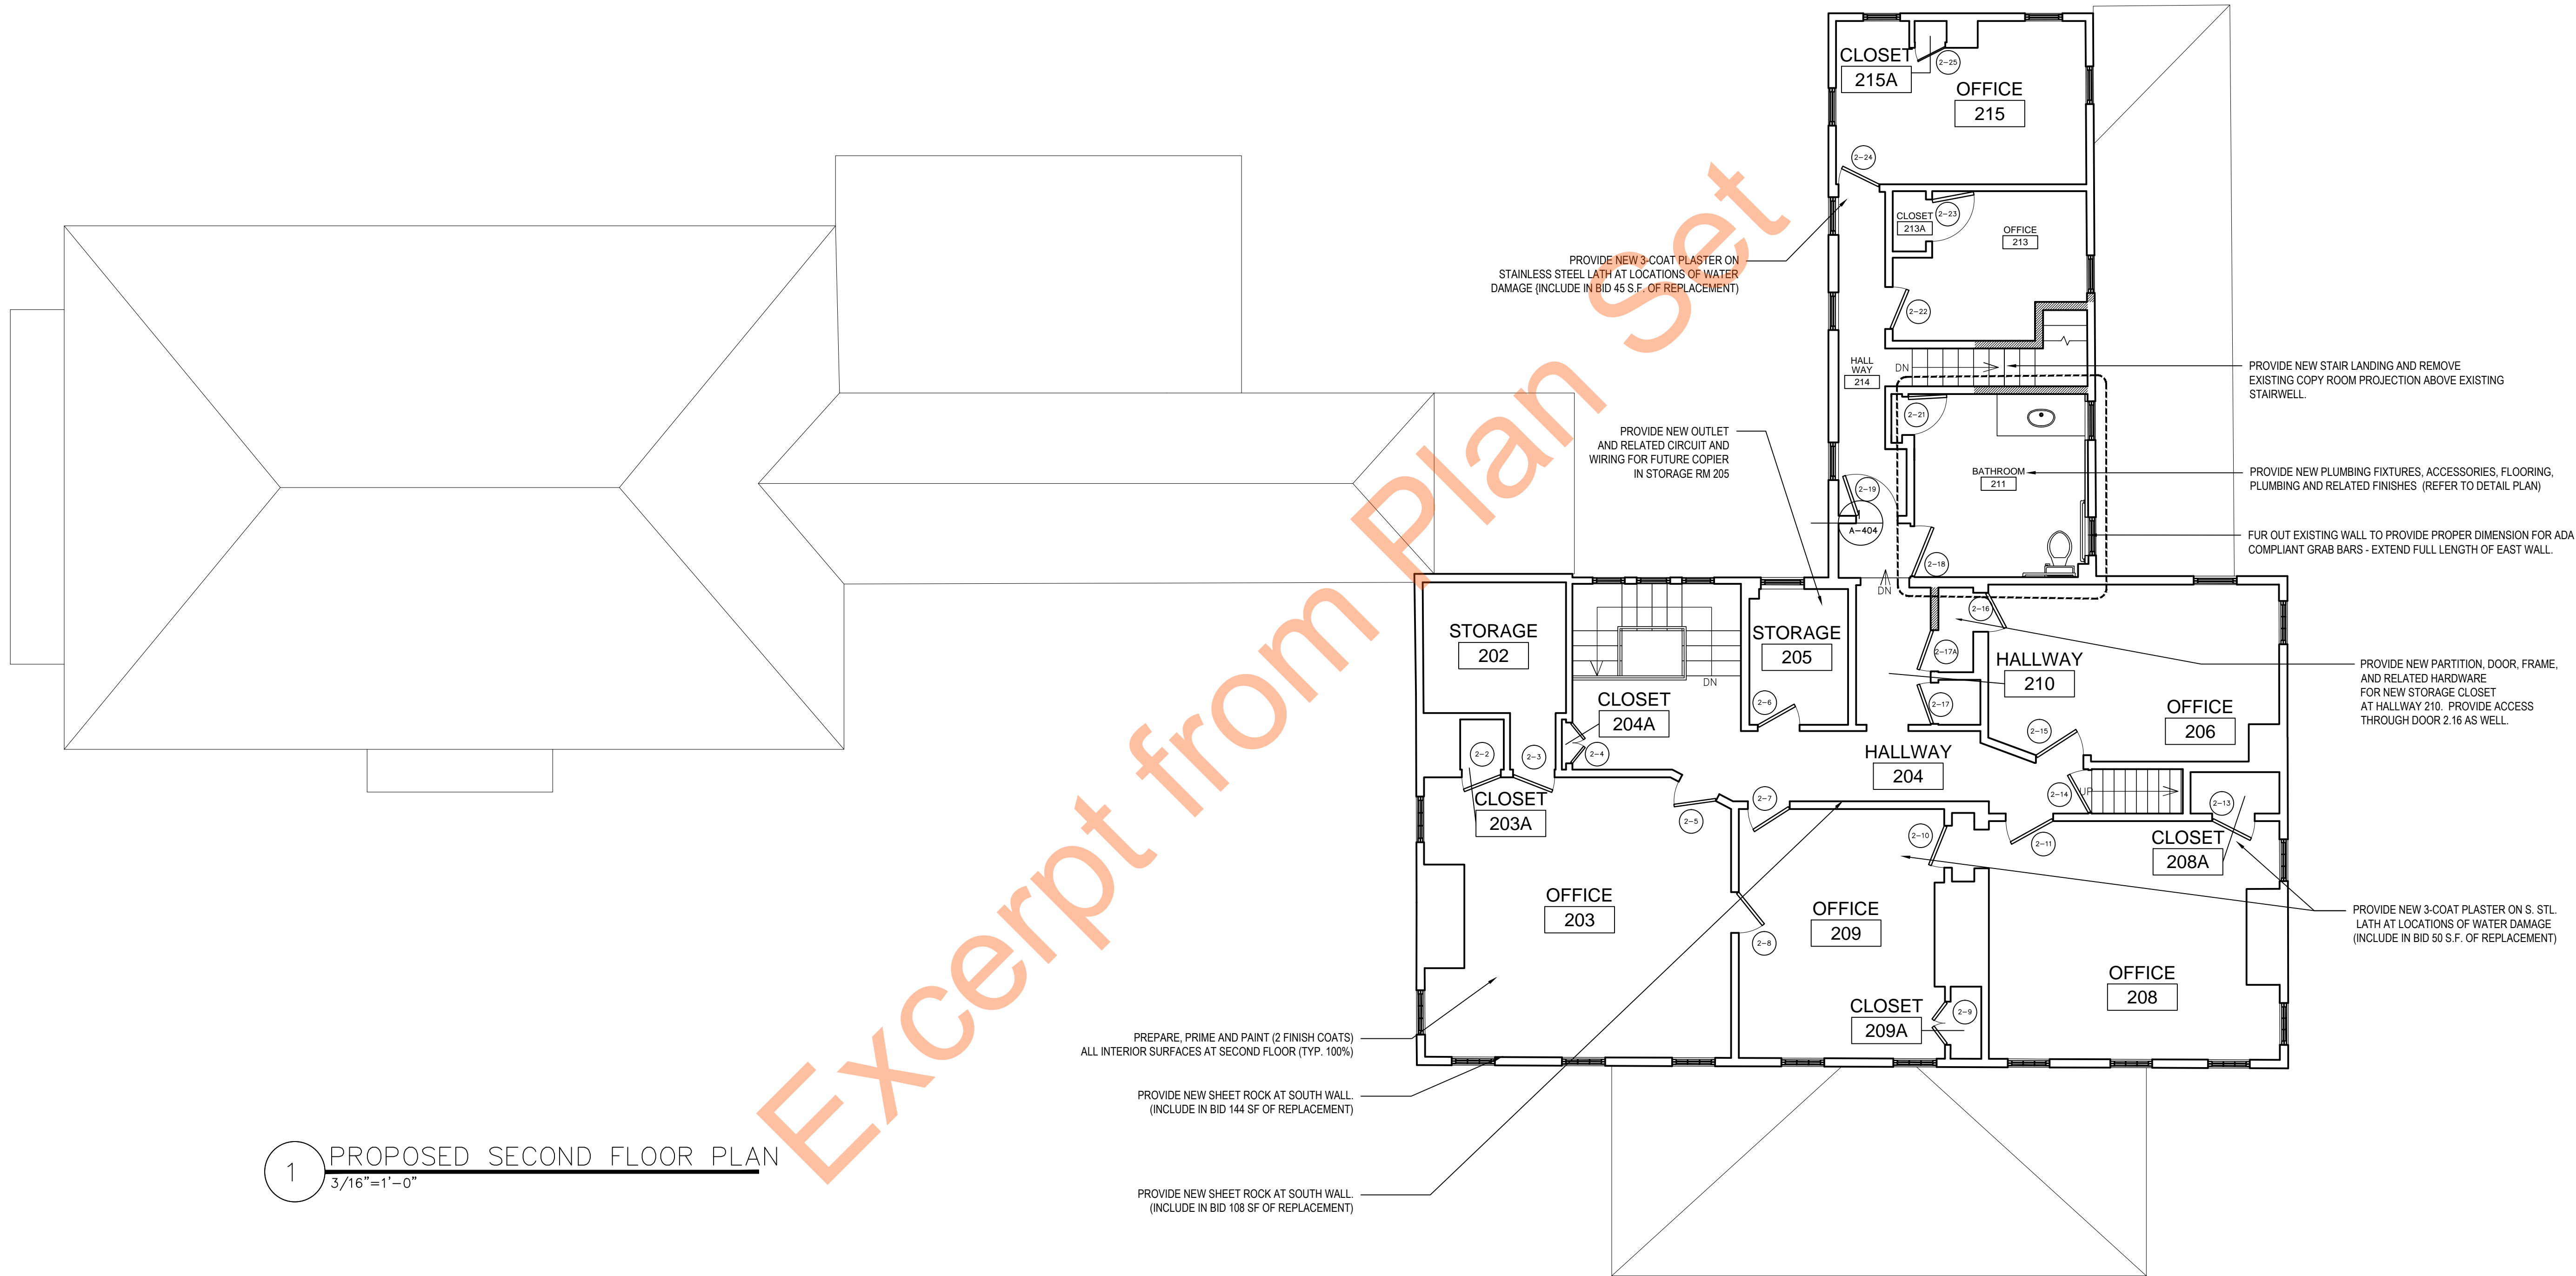 CLOSET
215A
2-25
OFFICE
215
2-24
CLOSET
213A
2-23
OFFICE
213
PROVIDE NEW 3-COAT PLASTER ON
STAINLESS STEEL LATH AT LOCATIONS OF WATER
DAMAGE (INCLUDE IN BID 45 S.F. OF REPLACEMENT)
2-22
HALL
WAY
214
DN
PROVIDE NEW STAIR LANDING AND REMOVE
EXISTING COPY ROOM PROJECTION ABOVE EXISTING
STAIRWELL.
2-21
PROVIDE NEW OUTLET
AND RELATED CIRCUIT AND
WIRING FOR FUTURE COPIER
IN STORAGE RM 205
BATHROOM
211
PROVIDE NEW PLUMBING FIXTURES, ACCESSORIES, FLOORING,
PLUMBING AND RELATED FINISHES (REFER TO DETAIL PLAN)
2-19
A-404
FUR OUT EXISTING WALL TO PROVIDE PROPER DIMENSION FOR ADA
COMPLIANT GRAB BARS - EXTEND FULL LENGTH OF EAST WALL.
2-18
DN
2-16
STORAGE
202
STORAGE
205
2-17A
HALLWAY
210
DN
2-17
2-6
PROVIDE NEW PARTITION, DOOR, FRAME,
AND RELATED HARDWARE
FOR NEW STORAGE CLOSET
AT HALLWAY 210. PROVIDE ACCESS
THROUGH DOOR 2.16 AS WELL.
CLOSET
204A
OFFICE
206
2-15
2-2
2-3
2-4
HALLWAY
204
CLOSET
203A
2-5
2-7
2-14
UP
2-13
2-10
2-11
CLOSET
208A
OFFICE
203
OFFICE
209
2-8
PROVIDE NEW 3-COAT PLASTER ON S. STL.
LATH AT LOCATIONS OF WATER DAMAGE
(INCLUDE IN BID 50 S.F. OF REPLACEMENT)
OFFICE
208
CLOSET
209A
2-9
PREPARE, PRIME AND PAINT (2 FINISH COATS)
ALL INTERIOR SURFACES AT SECOND FLOOR (TYP. 100%)
PROVIDE NEW SHEET ROCK AT SOUTH WALL.
(INCLUDE IN BID 144 SF OF REPLACEMENT)
PROVIDE NEW SHEET ROCK AT SOUTH WALL.
(INCLUDE IN BID 108 SF OF REPLACEMENT)
1
PROPOSED SECOND FLOOR PLAN
3/16"=1'-0"
Excerpt from Plan Set